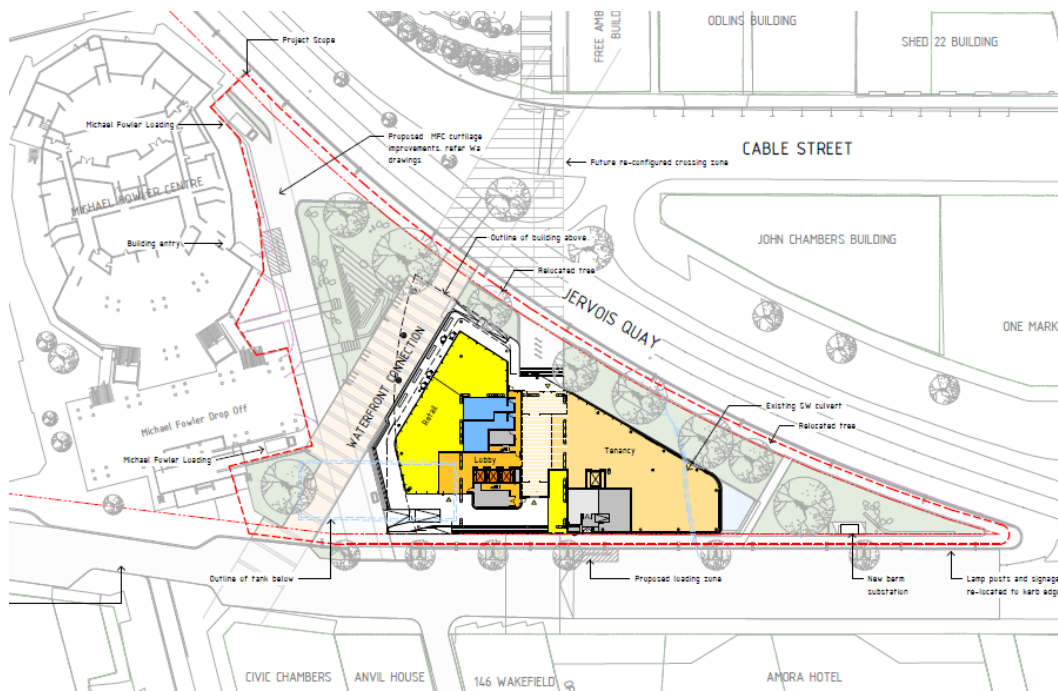 ODLINS BUILDING
SHED 22 BUILDING
FREE AMB
BUILD
Project Scope
Michael Fowler Loading
Proposed MFC curtilage
improvements. refer Wa
drawings
CABLE STREET
Future re-configured crossing zone
MICHAEL FOWLER CENTRE
Building entry
Outline of building above.
JOHN CHAMBERS BUILDING
Relocated tree
JERVOIS QUAY
ONE MARK
WATERFRONT CONNECTION
Retail
Existing SW culvert
Michael Fowler Drop Off
Relocated tree
Tenancy
Lobby
Michael Fowler Loading
Outline of tank below
Proposed loading zone
New berm
substation
Lamp posts and signage
re-located to kerb edge
CIVIC CHAMBERS
ANVIL HOUSE
146 WAKEFIELD
AMORA HOTEL